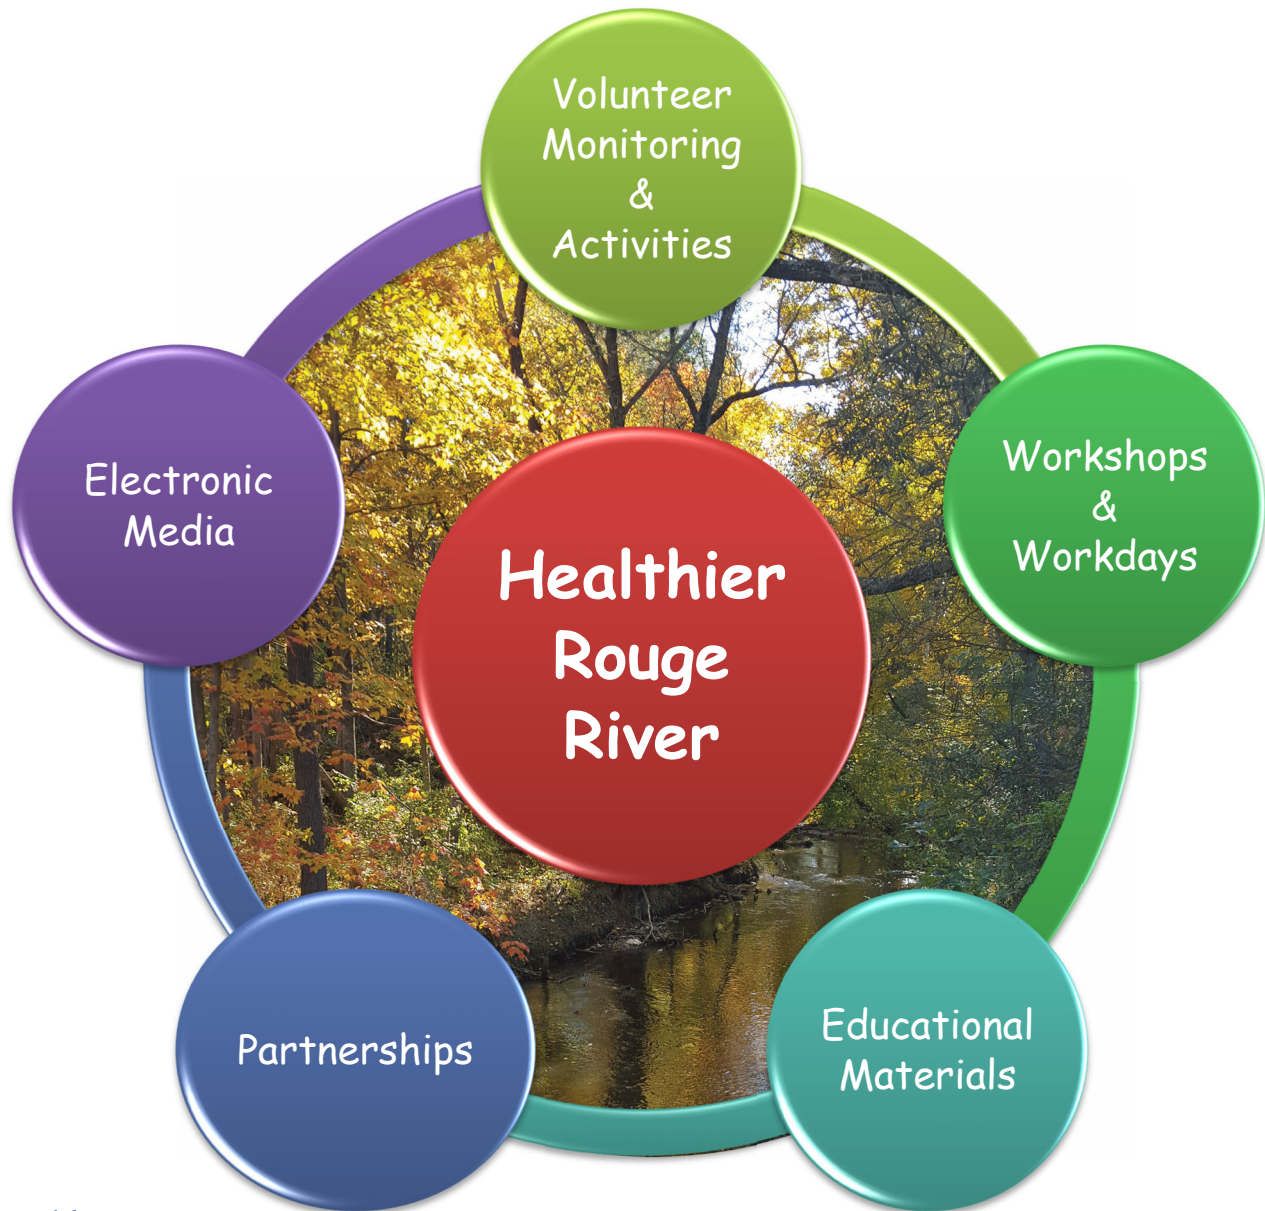 Volunteer
Monitoring
&
Activities
Electronic
Media
Workshops
&
Workdays
Healthier
Rouge
River
Partnerships
Educational
Materials